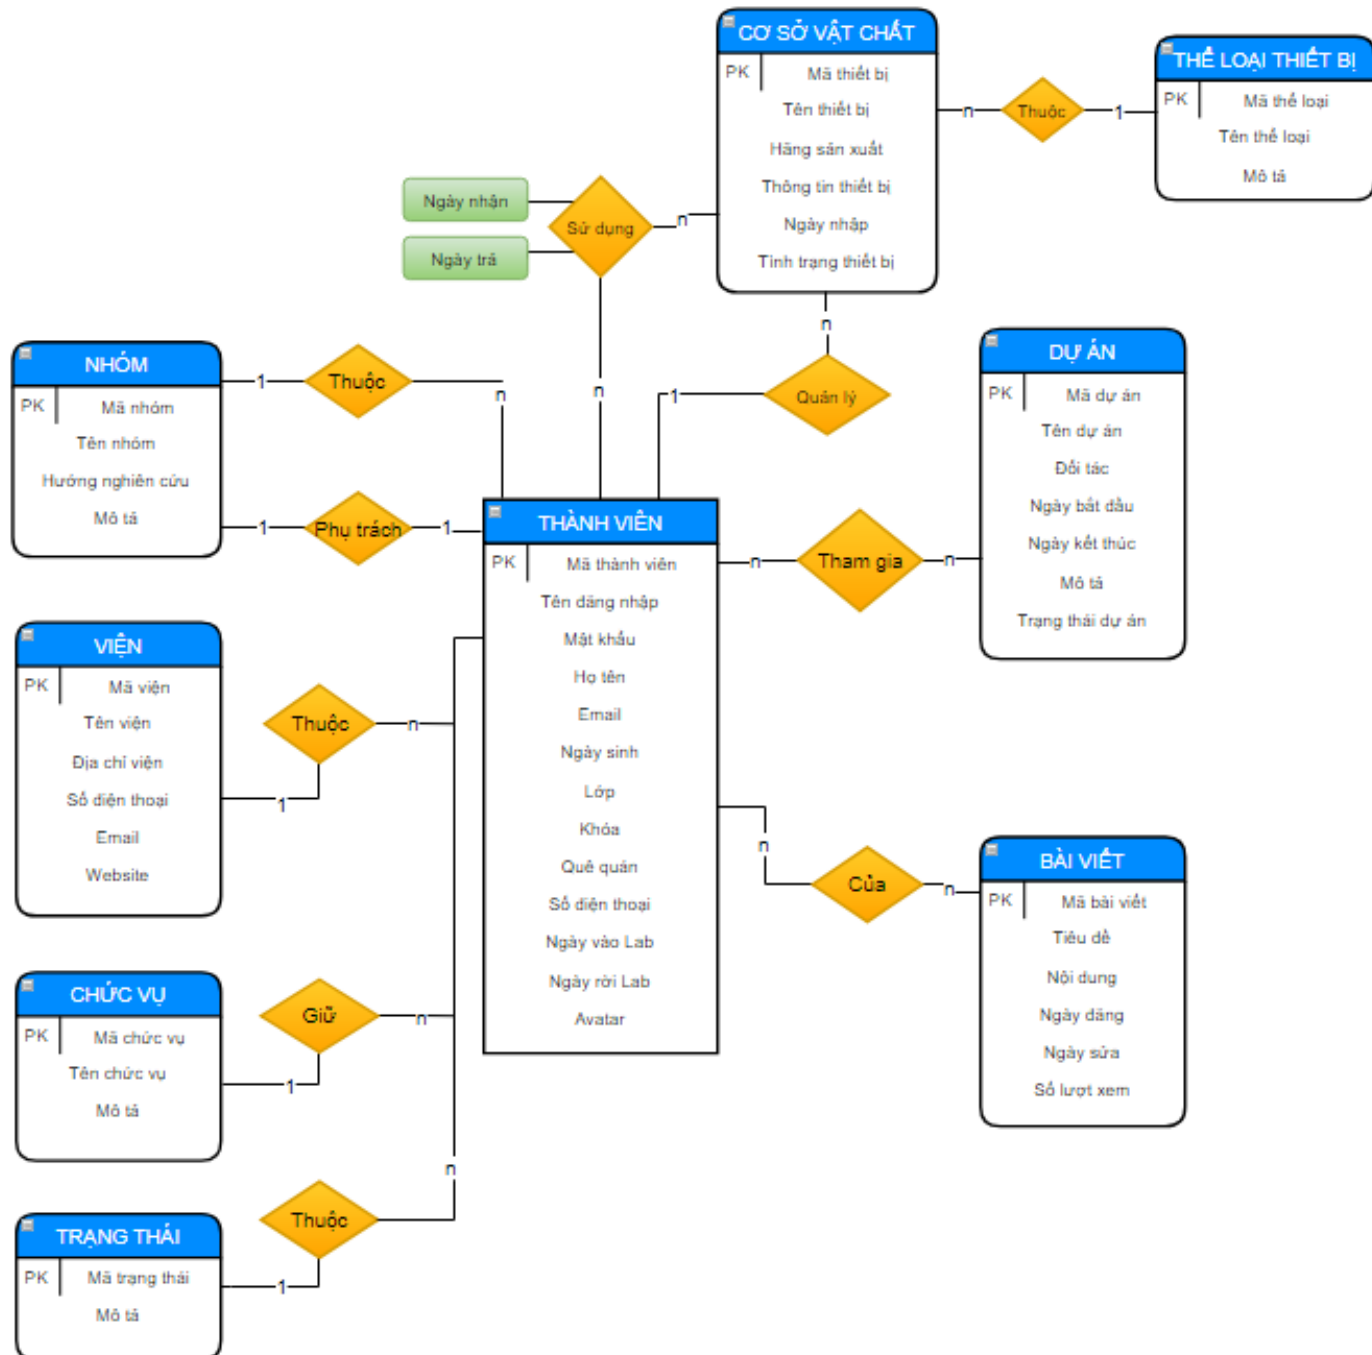 CƠ SỞ VẬT CHẤT
PK
Mã thiết bị
Tên thiết bị
Hãng sản xuất
Thông tin thiết bị
Ngày nhập
Tình trạng thiết bị
n
Thuộc
1
THỂ LOẠI THIẾT BỊ
PK
Mã thể loại
Tên thể loại
Mô tả
Ngày nhận
Ngày trả
Sử dụng
n
n
n
Quản lý
1
NHÓM
PK
Mã nhóm
Tên nhóm
Hướng nghiên cứu
Mô tả
1
Thuộc
n
1
Phụ trách
1
DỰ ÁN
PK
Mã dự án
Tên dự án
Đối tác
Ngày bắt đầu
Ngày kết thúc
Mô tả
Trạng thái dự án
THÀNH VIÊN
PK
Mã thành viên
Tên đăng nhập
Mật khẩu
Họ tên
Email
Ngày sinh
Lớp
Khóa
Quê quán
Số điện thoại
Ngày vào Lab
Ngày rời Lab
Avatar
n
Tham gia
n
VIỆN
PK
Mã viện
Tên viện
Địa chỉ viện
Số điện thoại
Email
Website
1
Thuộc
n
n
Của
n
BÀI VIẾT
PK
Mã bài viết
Tiêu đề
Nội dung
Ngày đăng
Ngày sửa
Số lượt xem
CHỨC VỤ
PK
Mã chức vụ
Tên chức vụ
Mô tả
1
Giữ
n
TRẠNG THÁI
PK
Mã trạng thái
Mô tả
1
Thuộc
n